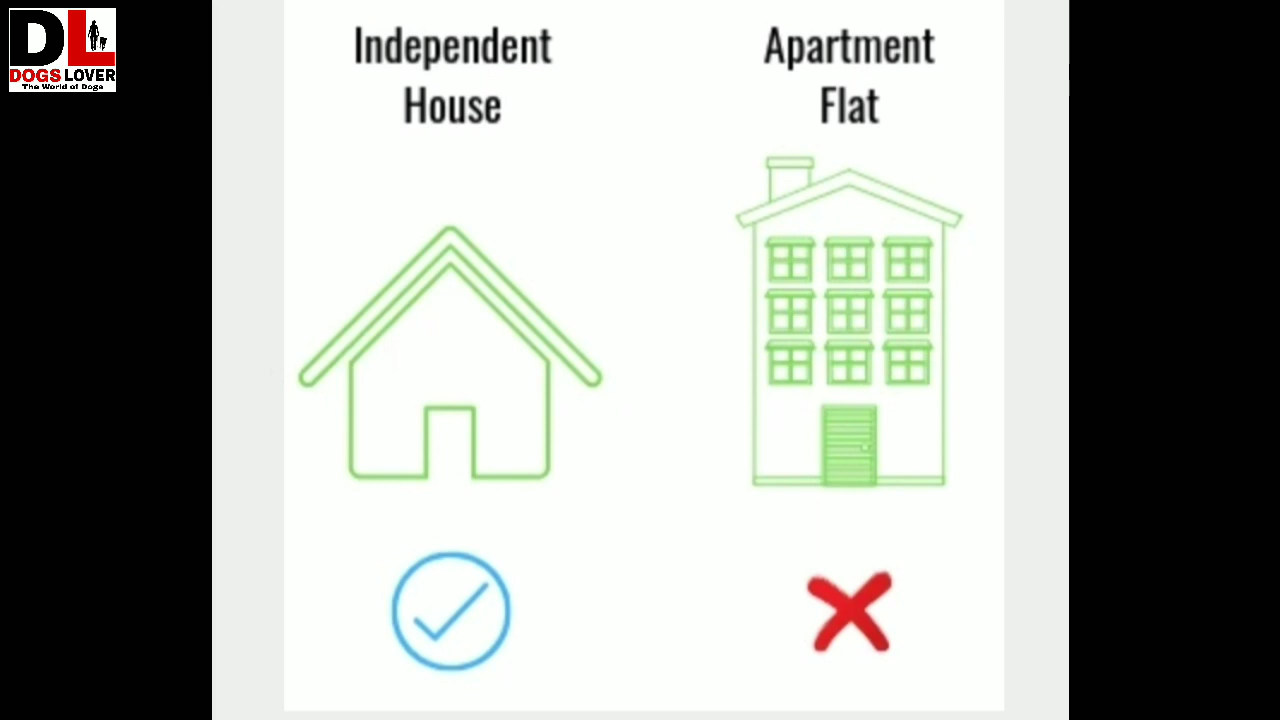 DL
DOGS LOVER
The World of Dogs
Independent
House
Apartment
Flat